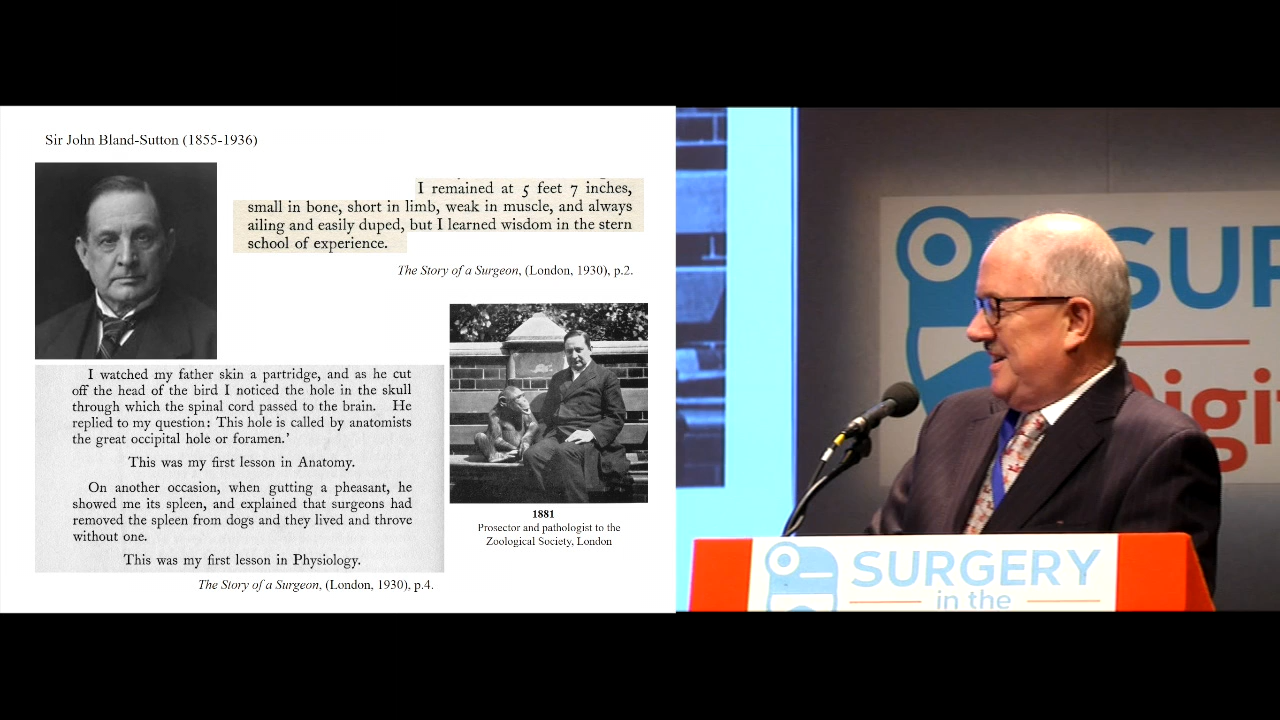 Sir John Bland-Sutton (1855-1936)
I remained at 5 feet 7 inches,
small in bone, short in limb, weak in muscle, and always
ailing and easily duped, but I learned wisdom in the stern
school of experience.
The Story of a Surgeon, (London, 1930), p.2.
I watched my father skin a partridge, and as he cut
off the head of the bird I noticed the hole in the skull
through which the spinal cord passed to the brain. He
replied to my question: This hole is called by anatomists
the great occipital hole or foramen.'
This was my first lesson in Anatomy.
On another occasion, when gutting a pheasant, he
showed me its spleen, and explained that surgeons had
removed the spleen from dogs and they lived and throve
without one.
This was my first lesson in Physiology.
The Story of a Surgeon, (London, 1930), p.4.
1881
Prosector and pathologist to the
Zoological Society, London
SUR
Digit
SURGERY
in the